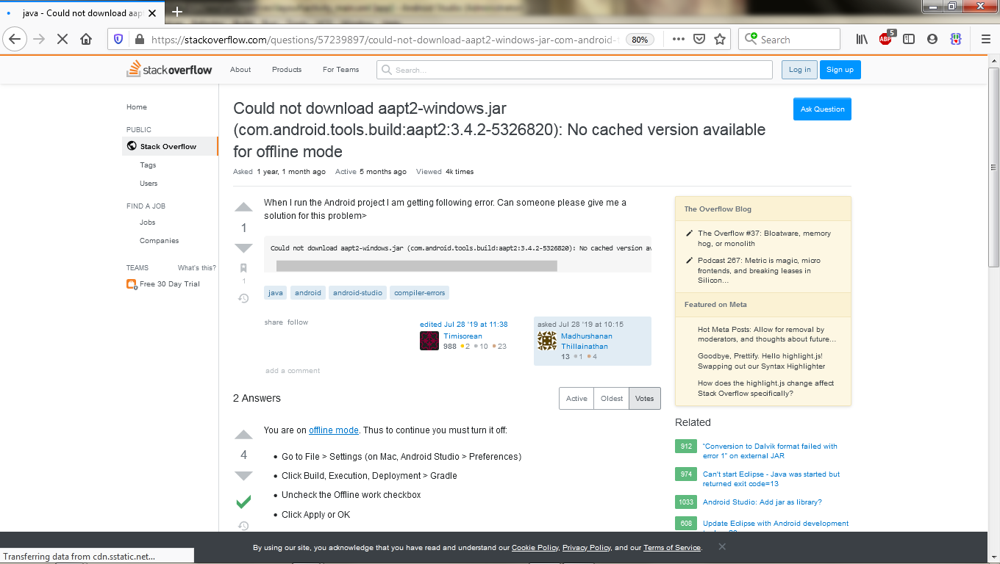 java - Could not download aapt
https://stackoverflow.com/questions/57239897/could-not-download-aapt2-windows-jar-com-android-
80%
Search
ABP
5
stackoverflow
About
Products
For Teams
Search...
Log in
Sign up
Home
PUBLIC
Stack Overflow
Tags
Users
FIND A JOB
Jobs
Companies
TEAMS
What's this?
Free 30 Day Trial
Could not download aapt2-windows.jar
(com.android.tools.build:aapt2:3.4.2-5326820): No cached version available
for offline mode
Ask Question
Asked 1 year, 1 month ago Active 5 months ago Viewed 4k times
1
1
When I run the Android project I am getting following error. Can someone please give me a
solution for this problem>
Could not download aapt2-windows.jar (com.android.tools.build:aapt2:3.4.2-5326820): No cached version av
java android android-studio compiler-errors
share follow
edited Jul 28 '19 at 11:38
Timisorean
988 2 10 23
asked Jul 28 '19 at 10:15
Madhurshanan
Thillainathan
13 1 4
add a comment
2 Answers
Active Oldest Votes
4
You are on offline mode. Thus to continue you must turn it off:
• Go to File > Settings (on Mac, Android Studio > Preferences)
• Click Build, Execution, Deployment > Gradle
• Uncheck the Offline work checkbox
• Click Apply or OK
The Overflow Blog
The Overflow #37: Bloatware, memory
hog, or monolith
Podcast 267: Metric is magic, micro
frontends, and breaking leases in
Silicon...
Featured on Meta
Hot Meta Posts: Allow for removal by
moderators, and thoughts about future...
Goodbye, Prettify. Hello highlight.js!
Swapping out our Syntax Highlighter
How does the highlight.js change affect
Stack Overflow specifically?
Related
912 "Conversion to Dalvik format failed with
error 1" on external JAR
974 Can't start Eclipse - Java was started but
returned exit code=13
1033 Android Studio: Add jar as library?
608 Update Eclipse with Android development
By using our site, you acknowledge that you have read and understand our Cookie Policy, Privacy Policy, and our Terms of Service.
Transferring data from cdn.sstatic.net...